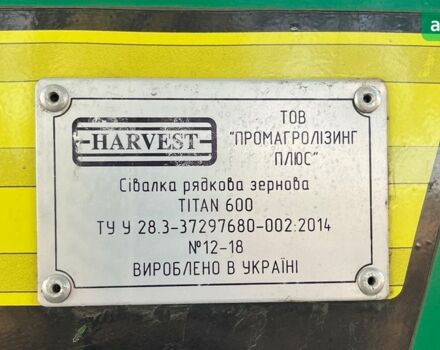 HARVEST
ТОВ
"ПРОМАГРОЛІЗИНГ
ПЛЮС"
Сівалка рядкова зернова
TITAN 600
ТУ У 28.3-37297680-002:2014
№12-18
ВИРОБЛЕНО В УКРАЇНІ